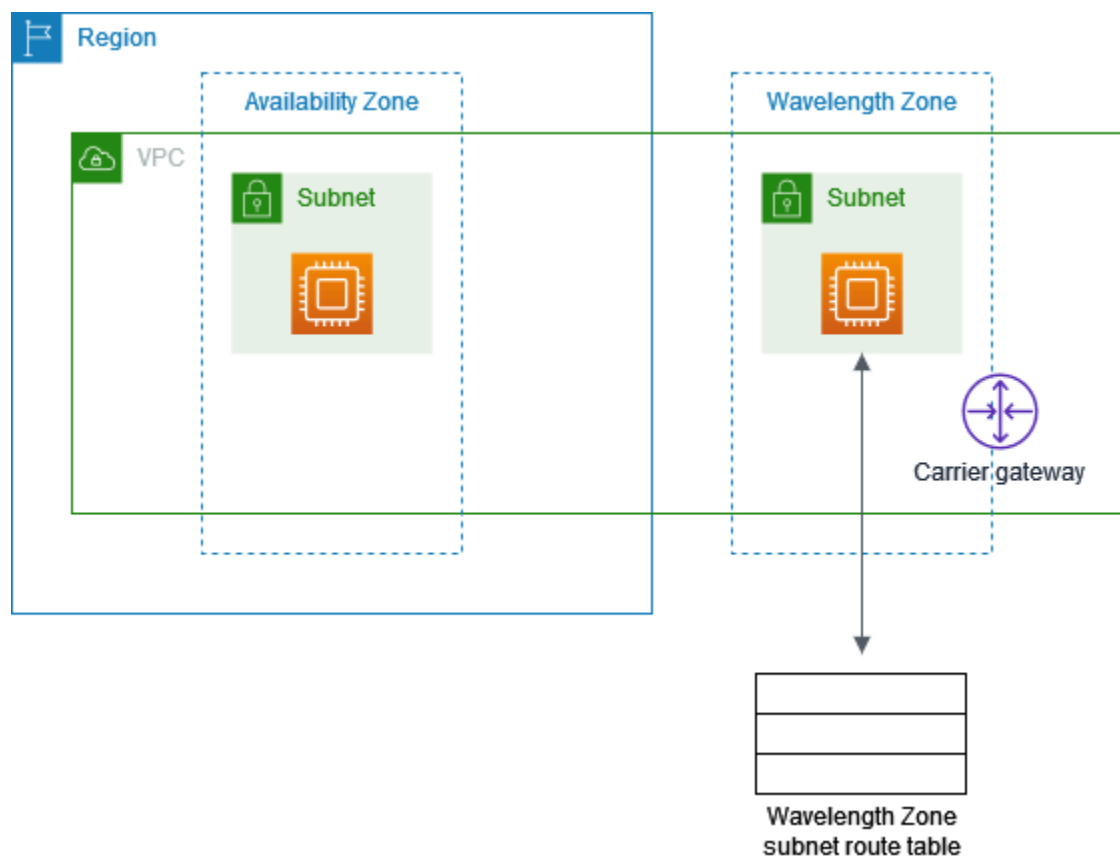 Region
Availability Zone
Wavelength Zone
VPC
Subnet
Subnet
Carrier gateway
Wavelength Zone
subnet route table